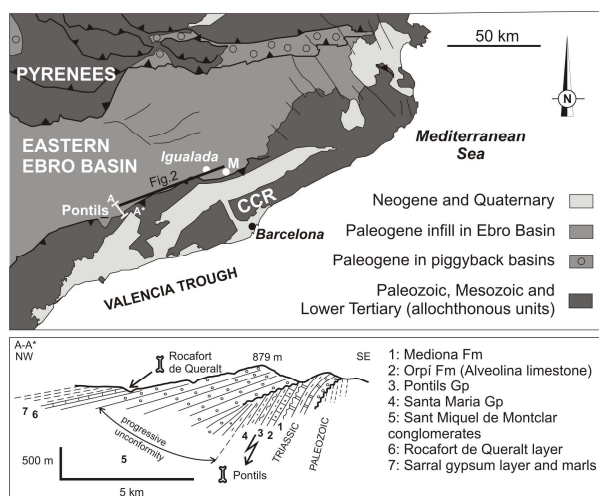 50 km
PYRENEES
N
EASTERN
EBRO BASIN
Mediterranean
Sea
Igualada
M
Fig.2
A
A*
Pontils
CCR
Barcelona
VALENCIA TROUGH
Neogene and Quaternary
Paleogene infill in Ebro Basin
Paleogene in piggyback basins
Paleozoic, Mesozoic and
Lower Tertiary (allochthonous units)
A-A*
NW
Rocafort
de Queralt
879 m
SE
7 6
progressive
unconformity
5
4 3 2 1
TRIASSIC
PALEOZOIC
500 m
5 km
Pontils
1: Mediona Fm
2: Orpí Fm (Alveolina limestone)
3. Pontils Gp
4: Santa Maria Gp
5: Sant Miquel de Montclar
conglomerates
6: Rocafort de Queralt layer
7: Sarral gypsum layer and marls